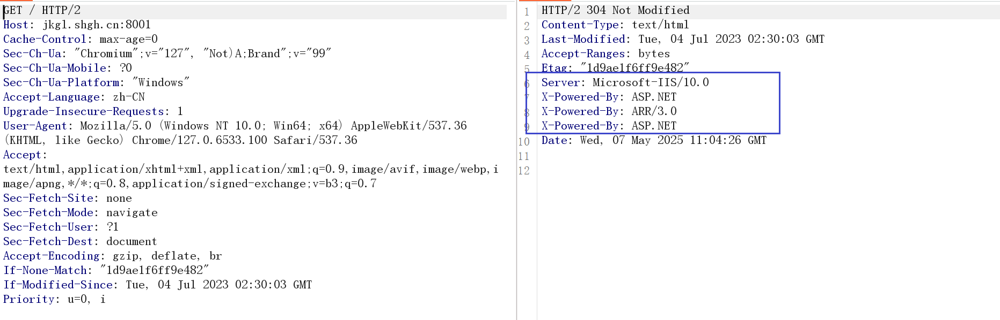 GET / HTTP/2
Host: jkgl.shgh.cn:8001
Cache-Control: max-age=0
Sec-Ch-Ua: "Chromium";v="127", "Not)A;Brand";v="99"
Sec-Ch-Ua-Mobile: ?0
Sec-Ch-Ua-Platform: "Windows"
Accept-Language: zh-CN
Upgrade-Insecure-Requests: 1
User-Agent: Mozilla/5.0 (Windows NT 10.0; Win64; x64) AppleWebKit/537.36
(KHTML, like Gecko) Chrome/127.0.6533.100 Safari/537.36
Accept:
text/html,application/xhtml+xml,application/xml;q=0.9,image/avif,image/webp,i
mage/apng,*/*;q=0.8,application/signed-exchange;v=b3;q=0.7
Sec-Fetch-Site: none
Sec-Fetch-Mode: navigate
Sec-Fetch-User: ?1
Sec-Fetch-Dest: document
Accept-Encoding: gzip, deflate, br
If-None-Match: "1d9ae1f6ff9e482"
If-Modified-Since: Tue, 04 Jul 2023 02:30:03 GMT
Priority: u=0, i
1 HTTP/2 304 Not Modified
2 Content-Type: text/html
3 Last-Modified: Tue, 04 Jul 2023 02:30:03 GMT
4 Accept-Ranges: bytes
5 Etag: "1d9ae1f6ff9e482"
6 Server: Microsoft-IIS/10.0
7 X-Powered-By: ASP.NET
8 X-Powered-By: ARR/3.0
9 X-Powered-By: ASP.NET
10 Date: Wed, 07 May 2025 11:04:26 GMT
11
12